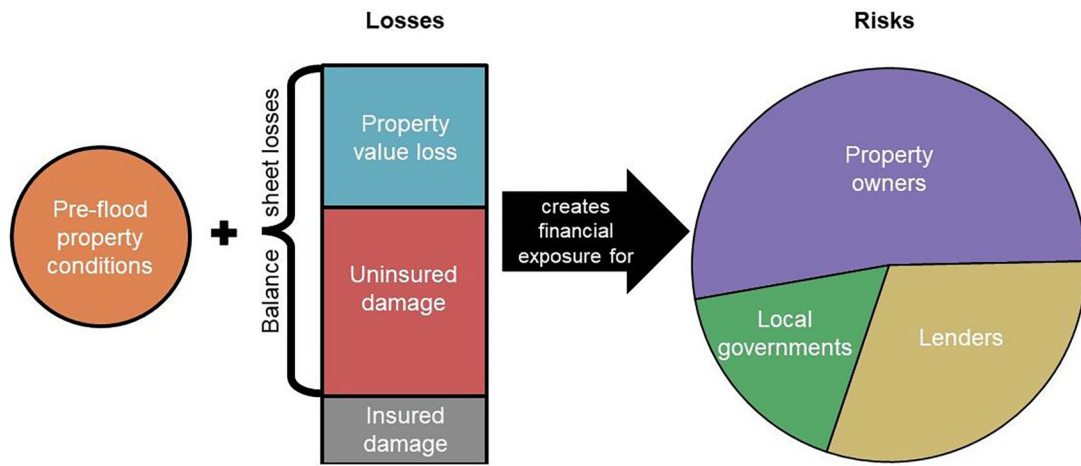 Losses
Risks
Pre-flood
property
conditions
+
Balance sheet losses
Property
value loss
Uninsured
damage
Insured
damage
creates
financial
exposure for
Property
owners
Local
governments
Lenders